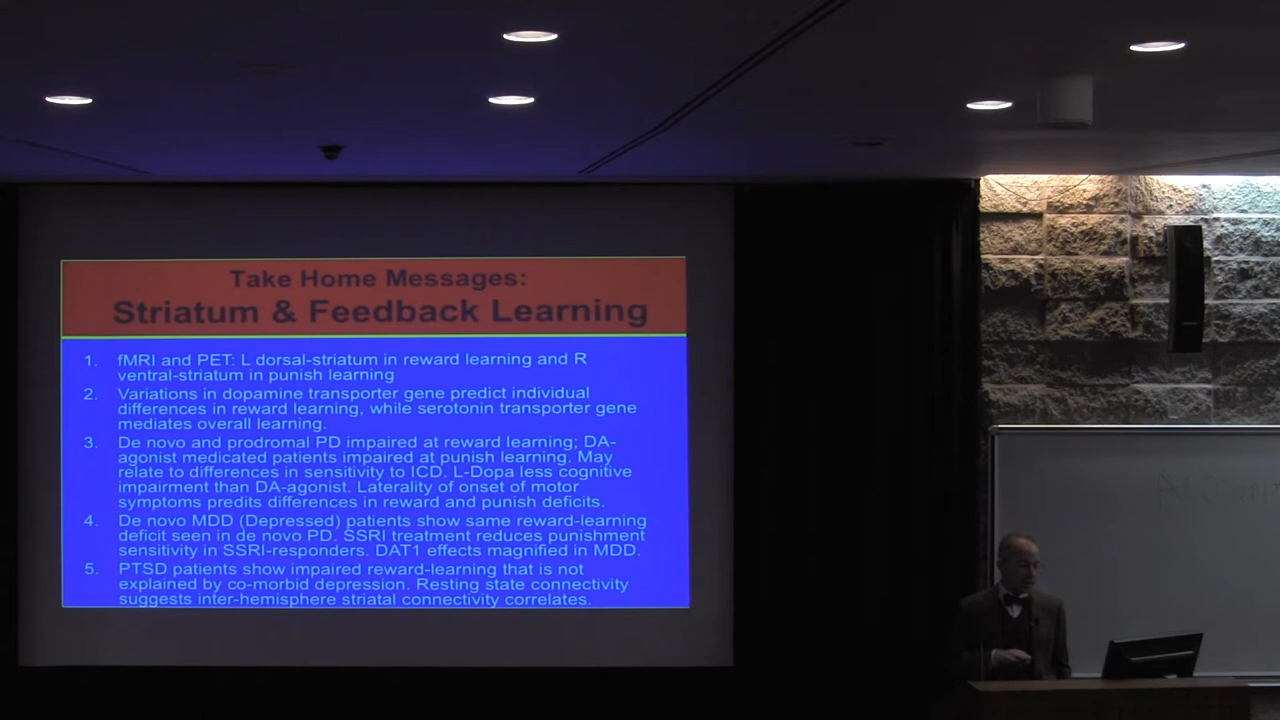 Take Home Messages:
Striatum & Feedback Learning
1. fMRI and PET: L dorsal-striatum in reward learning and R
ventral-striatum in punish learning
2. Variations in dopamine transporter gene predict individual
differences in reward learning, while serotonin transporter gene
mediates overall learning.
3. De novo and prodromal PD impaired at reward learning; DA-
agonist medicated patients impaired at punish learning. May
relate to differences in sensitivity to ICD. L-Dopa less cognitive
impairment than DA-agonist. Laterality of onset of motor
symptoms predits differences in reward and punish deficits.
4. De novo MDD (Depressed) patients show same reward-learning
deficit seen in de novo PD. SSRI treatment reduces punishment
sensitivity in SSRI-responders. DAT1 effects magnified in MDD.
5. PTSD patients show impaired reward-learning that is not
explained by co-morbid depression. Resting state connectivity
suggests inter-hemisphere striatal connectivity correlates.